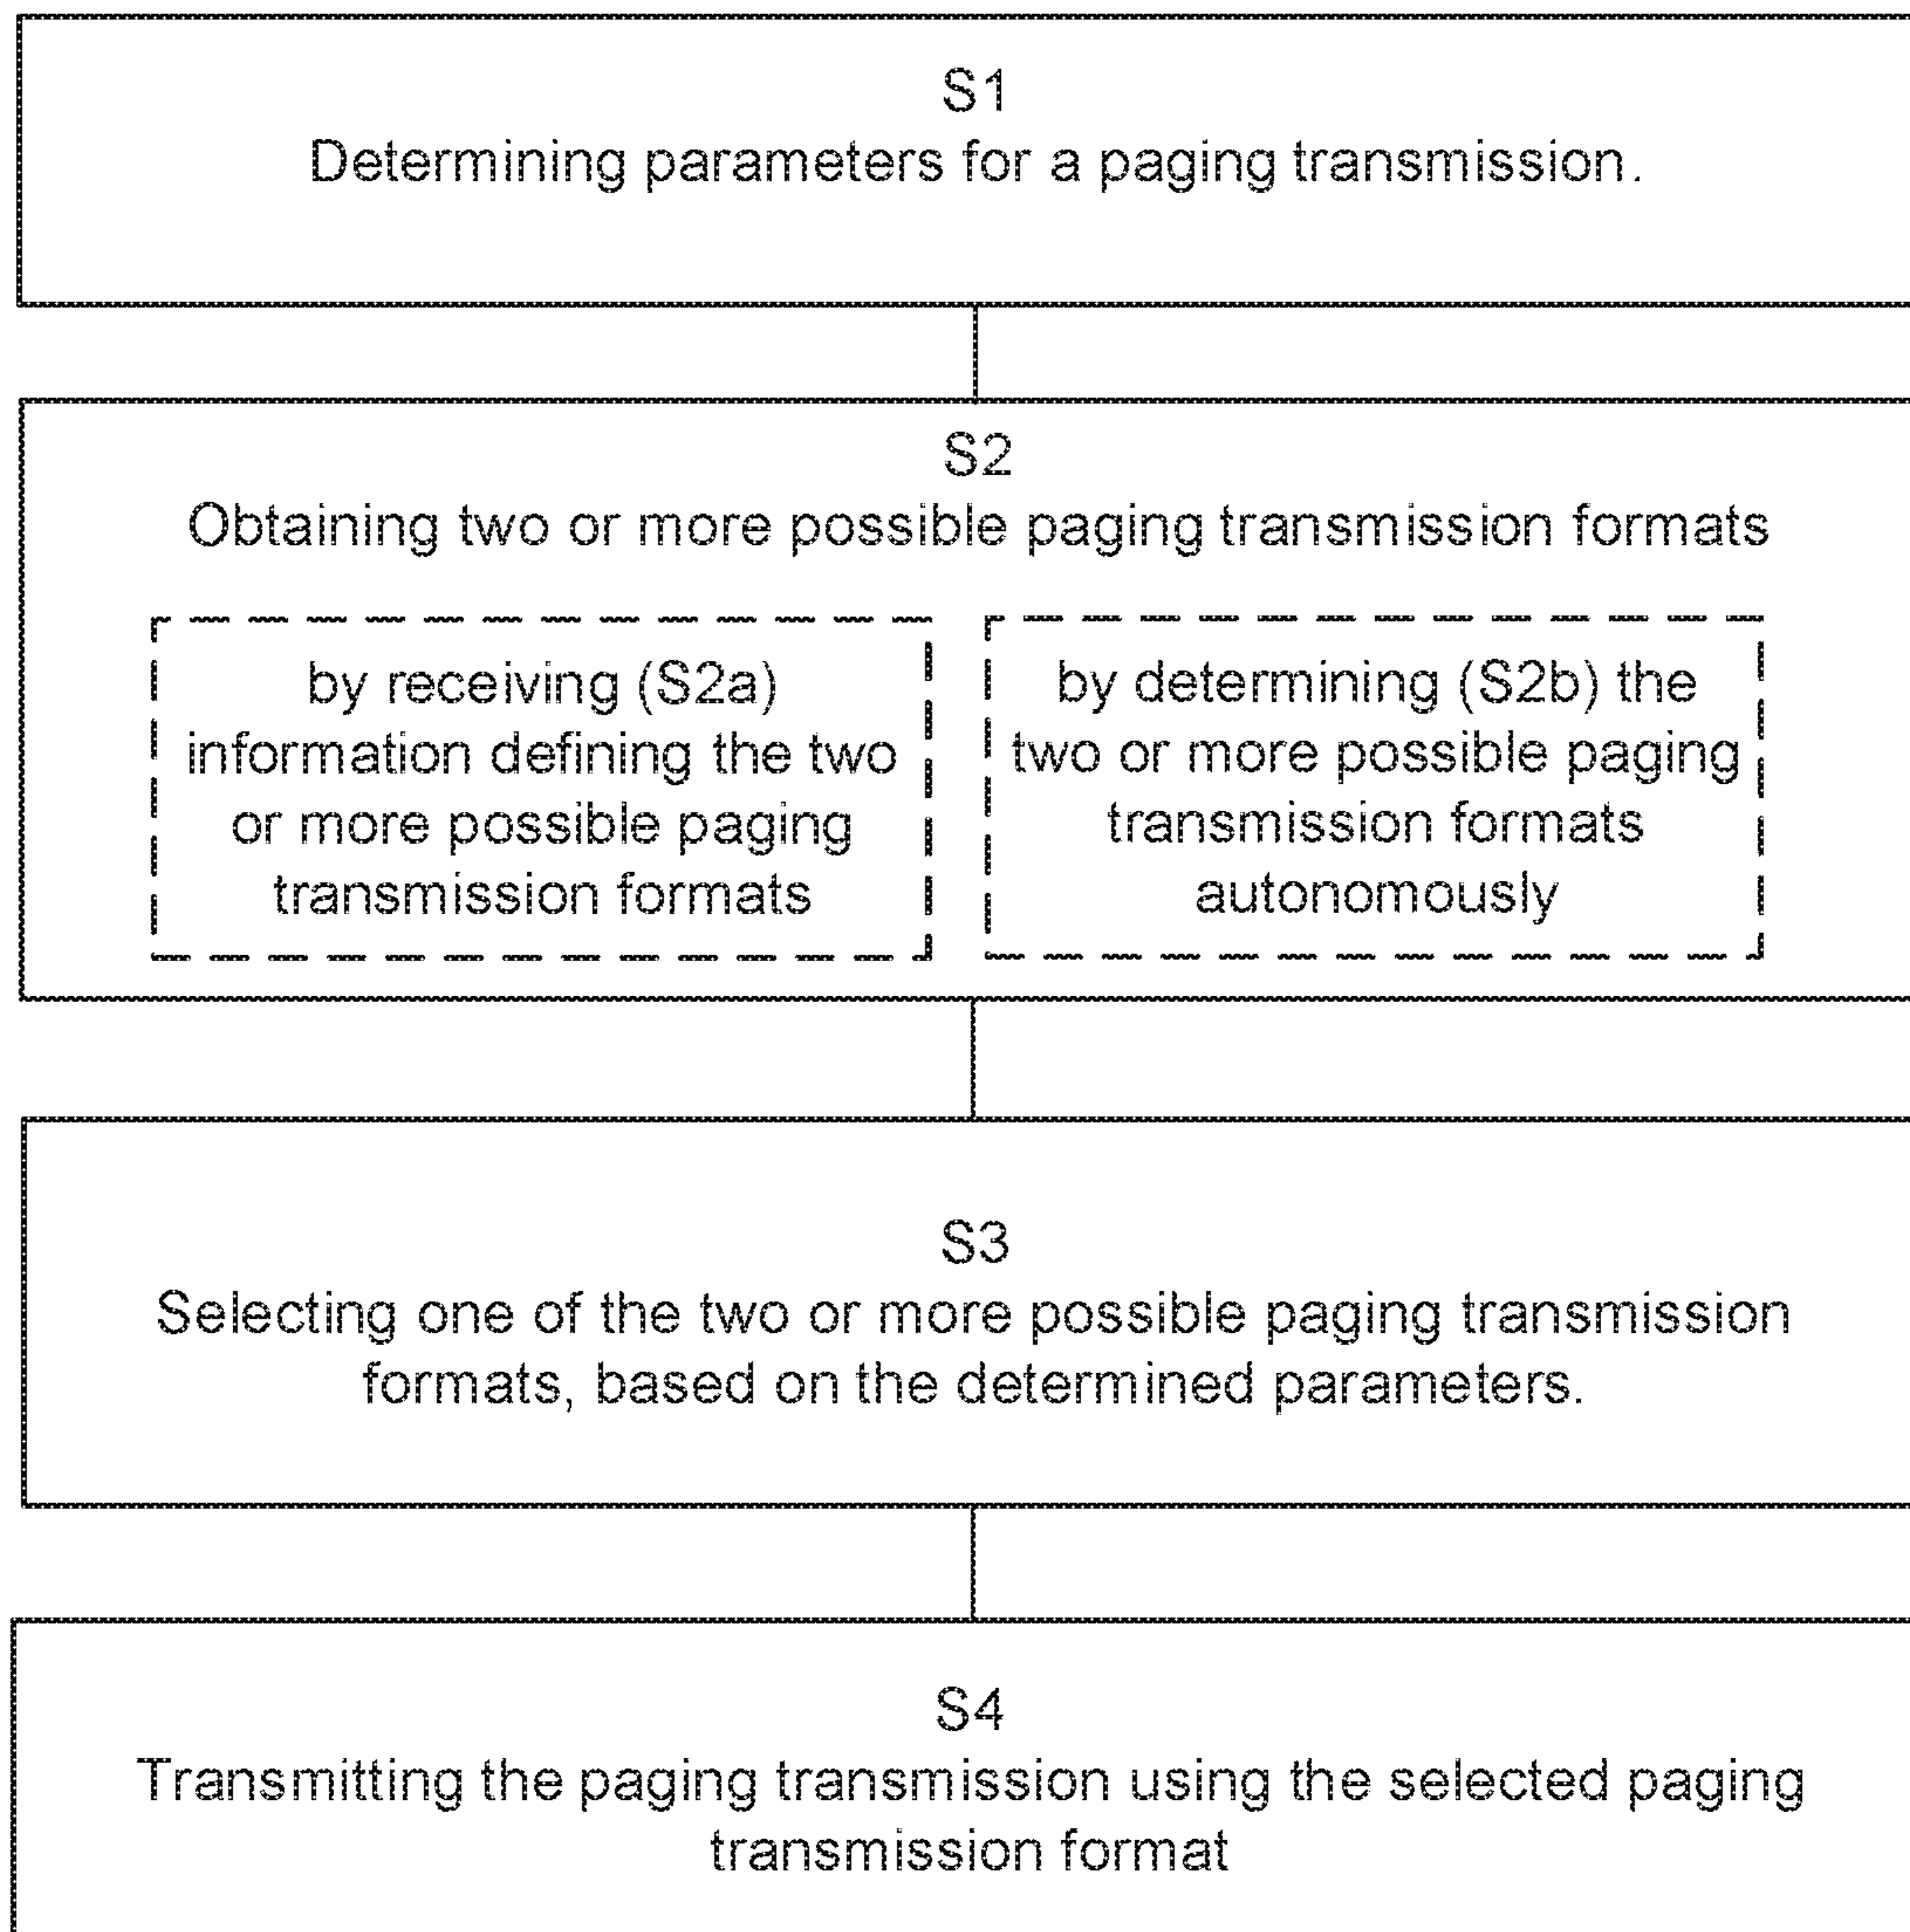 S1
Determining parameters for a paging transmission.
S2
Obtaining two or more possible paging transmission formats
by receiving (S2a)
information defining the two
or more possible paging
transmission formats
by determining (S2b) the
two or more possible paging
transmission formats
autonomously
S3
Selecting one of the two or more possible paging transmission
formats, based on the determined parameters.
S4
Transmitting the paging transmission using the selected paging
transmission format